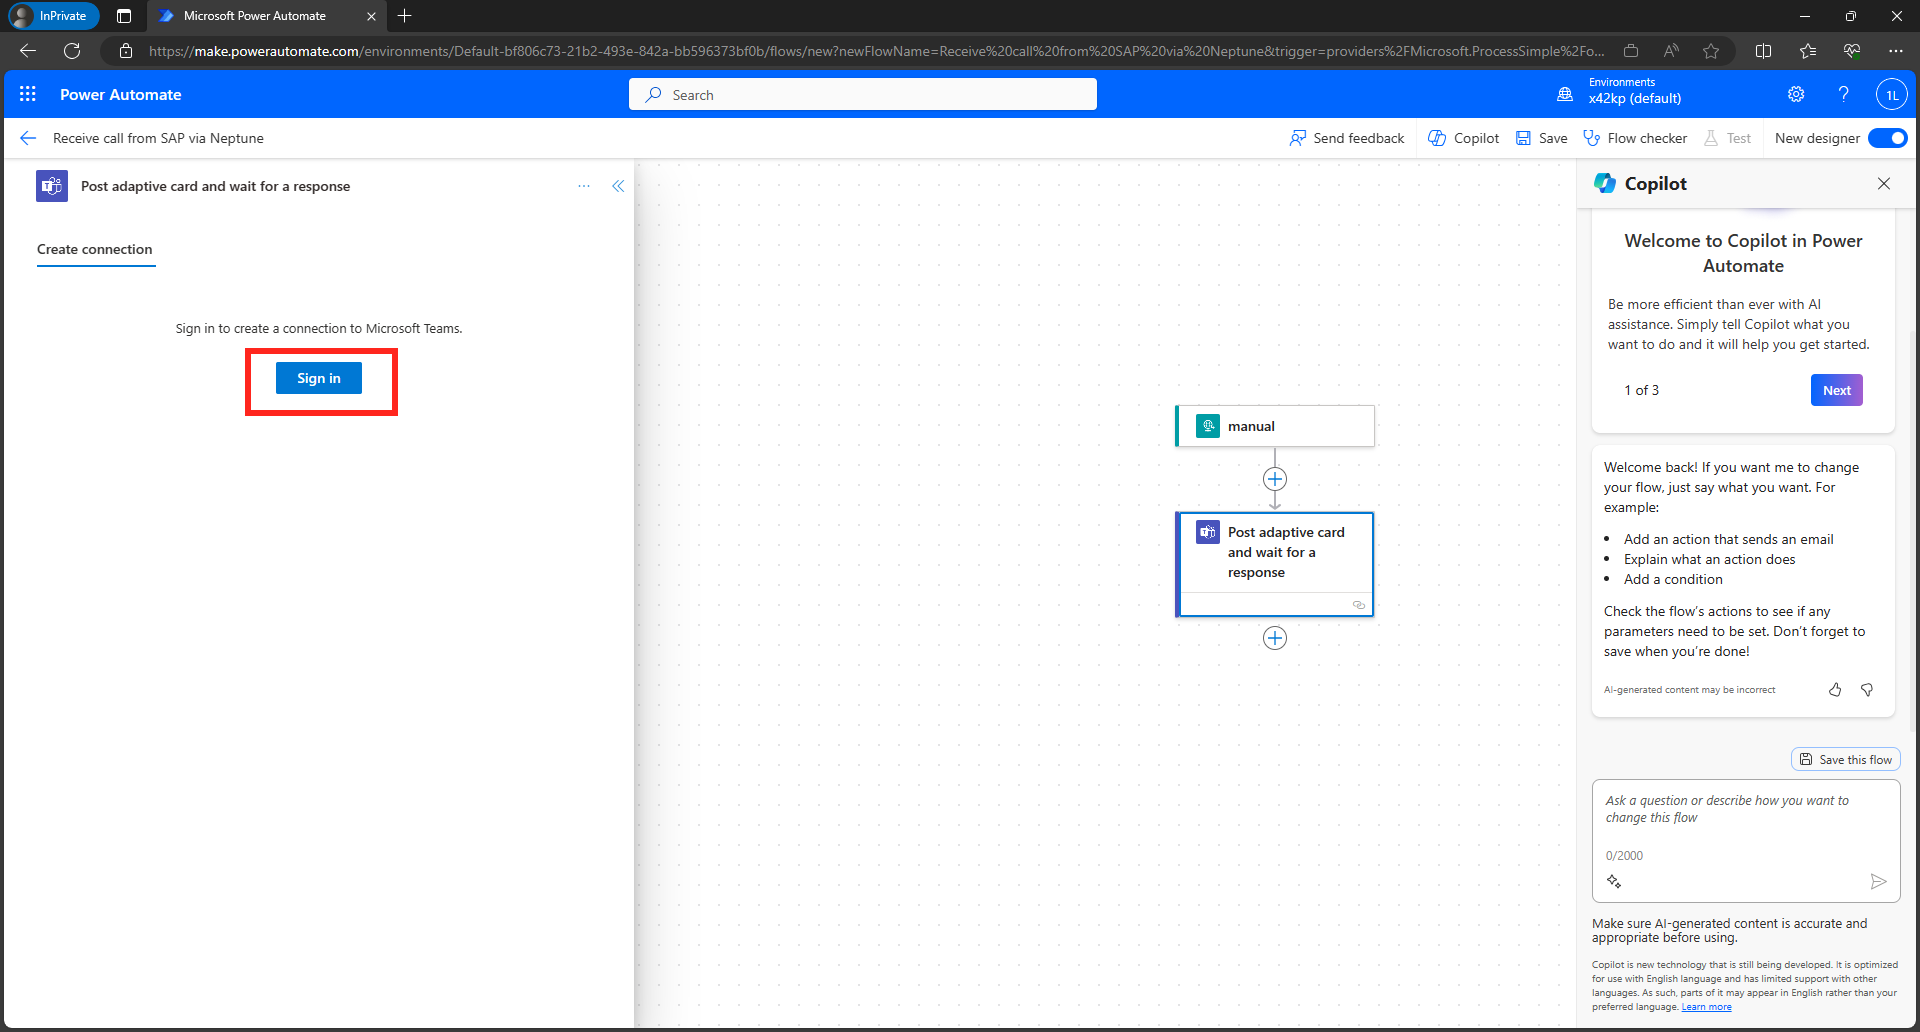 InPrivate
Microsoft Power Automate
https://make.powerautomate.com/environments/Default-bf806c73-21b2-493e-842a-bb596373bf0b/flows/new?newFlowName=Receive%20call%20from%20SAP%20via%20Neptune&trigger=providers%2FMicrosoft.ProcessSimple%2Fo...
Power Automate
Search
Environments
x42kp (default)
1L
Receive call from SAP via Neptune
Send feedback
Copilot
Save
Flow checker
Test
New designer
Post adaptive card and wait for a response
Create connection
Sign in to create a connection to Microsoft Teams.
Sign in
manual
Post adaptive card
and wait for a
response
Copilot
Welcome to Copilot in Power
Automate
Be more efficient than ever with AI
assistance. Simply tell Copilot what you
want to do and it will help you get started.
1 of 3
Next
Welcome back! If you want me to change
your flow, just say what you want. For
example:
• Add an action that sends an email
• Explain what an action does
• Add a condition
Check the flow's actions to see if any
parameters need to be set. Don't forget to
save when you're done!
AI-generated content may be incorrect
Save this flow
Ask a question or describe how you want to
change this flow
0/2000
Make sure AI-generated content is accurate and
appropriate before using.
Copilot is new technology that is still being developed. It is optimized
for use with English language and has limited support with other
languages. As such, parts of it may appear in English rather than your
preferred language. Learn more